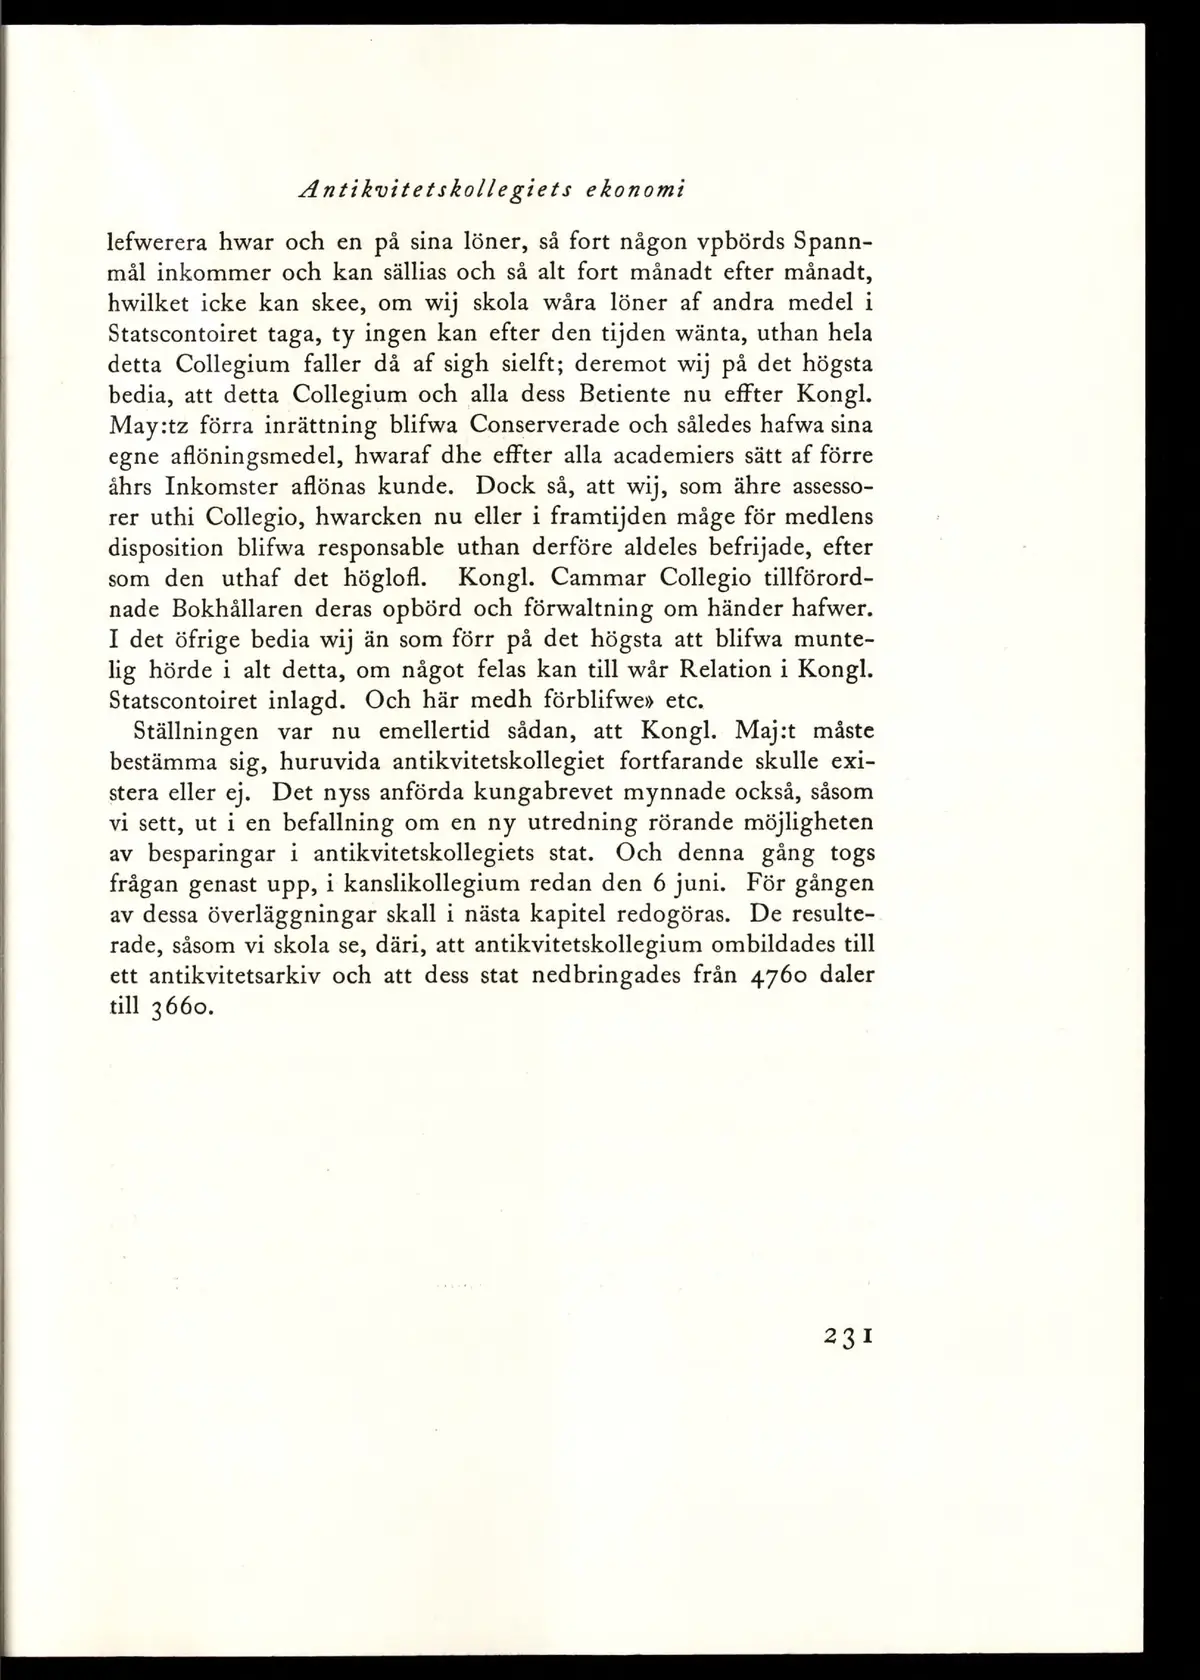 Antikvitetskollegiets ekonomi
lefwerera hwar och en på sina löner, så fort någon vpbörds Spann-
mål inkommer och kan sällias och så alt fort månadt efter månadt,
hwilket icke kan skee, om wij skola wåra löner af andra medel i
Statscontoiret taga, ty ingen kan efter den tijden wänta, uthan hela
detta Collegium faller då af sigh sielft; deremot wij på det högsta
bedia, att detta Collegium och alla dess Betiente nu effter Kongl.
May:tz förra inrättning blifwa Conserverade och således hafwa sina
egne aflöningsmedel, hwaraf dhe effter alla academiers sätt af förre
åhrs Inkomster aflönas kunde. Dock så, att wij, som ähre assesso-
rer uthi Collegio, hwarcken nu eller i framtijden måge för medlens
disposition blifwa responsable uthan derföre aldeles befrijade, efter
som den uthaf det höglofl. Kongl. Cammar Collegio tillförord-
nade Bokhållaren deras opbörd och förwaltning om händer hafwer.
I det öfrige bedia wij än som förr på det högsta att blifwa munte-
lig hörde i alt detta, om något felas kan till wår Relation i Kongl.
Statscontoiret inlagd. Och här medh förblifwe» etc.
Ställningen var nu emellertid sådan, att Kongl. Maj:t måste
bestämma sig, huruvida antikvitetskollegiet fortfarande skulle exi-
stera eller ej. Det nyss anförda kungabrevet mynnade också, såsom
vi sett, ut i en befallning om en ny utredning rörande möjligheten
av besparingar i antikvitetskollegiets stat. Och denna gång togs
frågan genast upp, i kanslikollegium redan den 6 juni. För gången
av dessa överläggningar skall i nästa kapitel redogöras. De resulte-
rade, såsom vi skola se, däri, att antikvitetskollegium ombildades till
ett antikvitetsarkiv och att dess stat nedbringades från 4760 daler
till 3660.
231